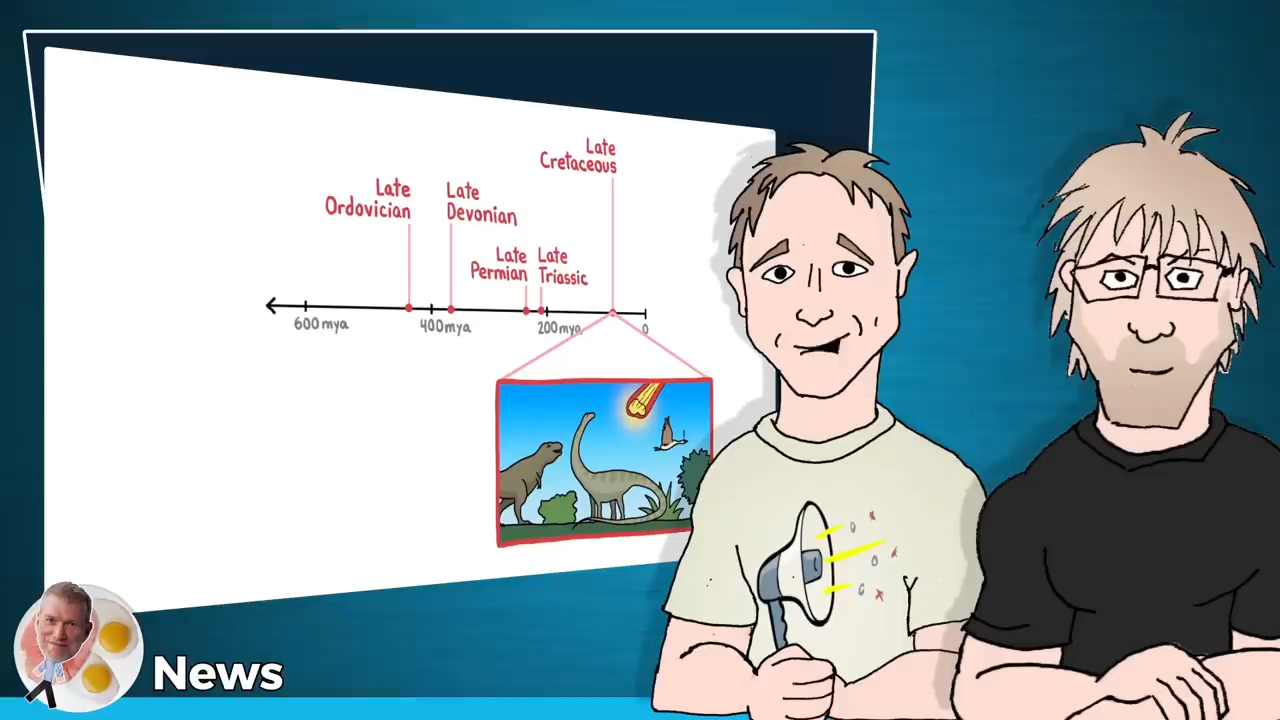 Late
Cretaceous
Late
Ordovician
Late
Devonian
Late
Permian
Late
Triassic
600mya
400mya
200mya
0
News